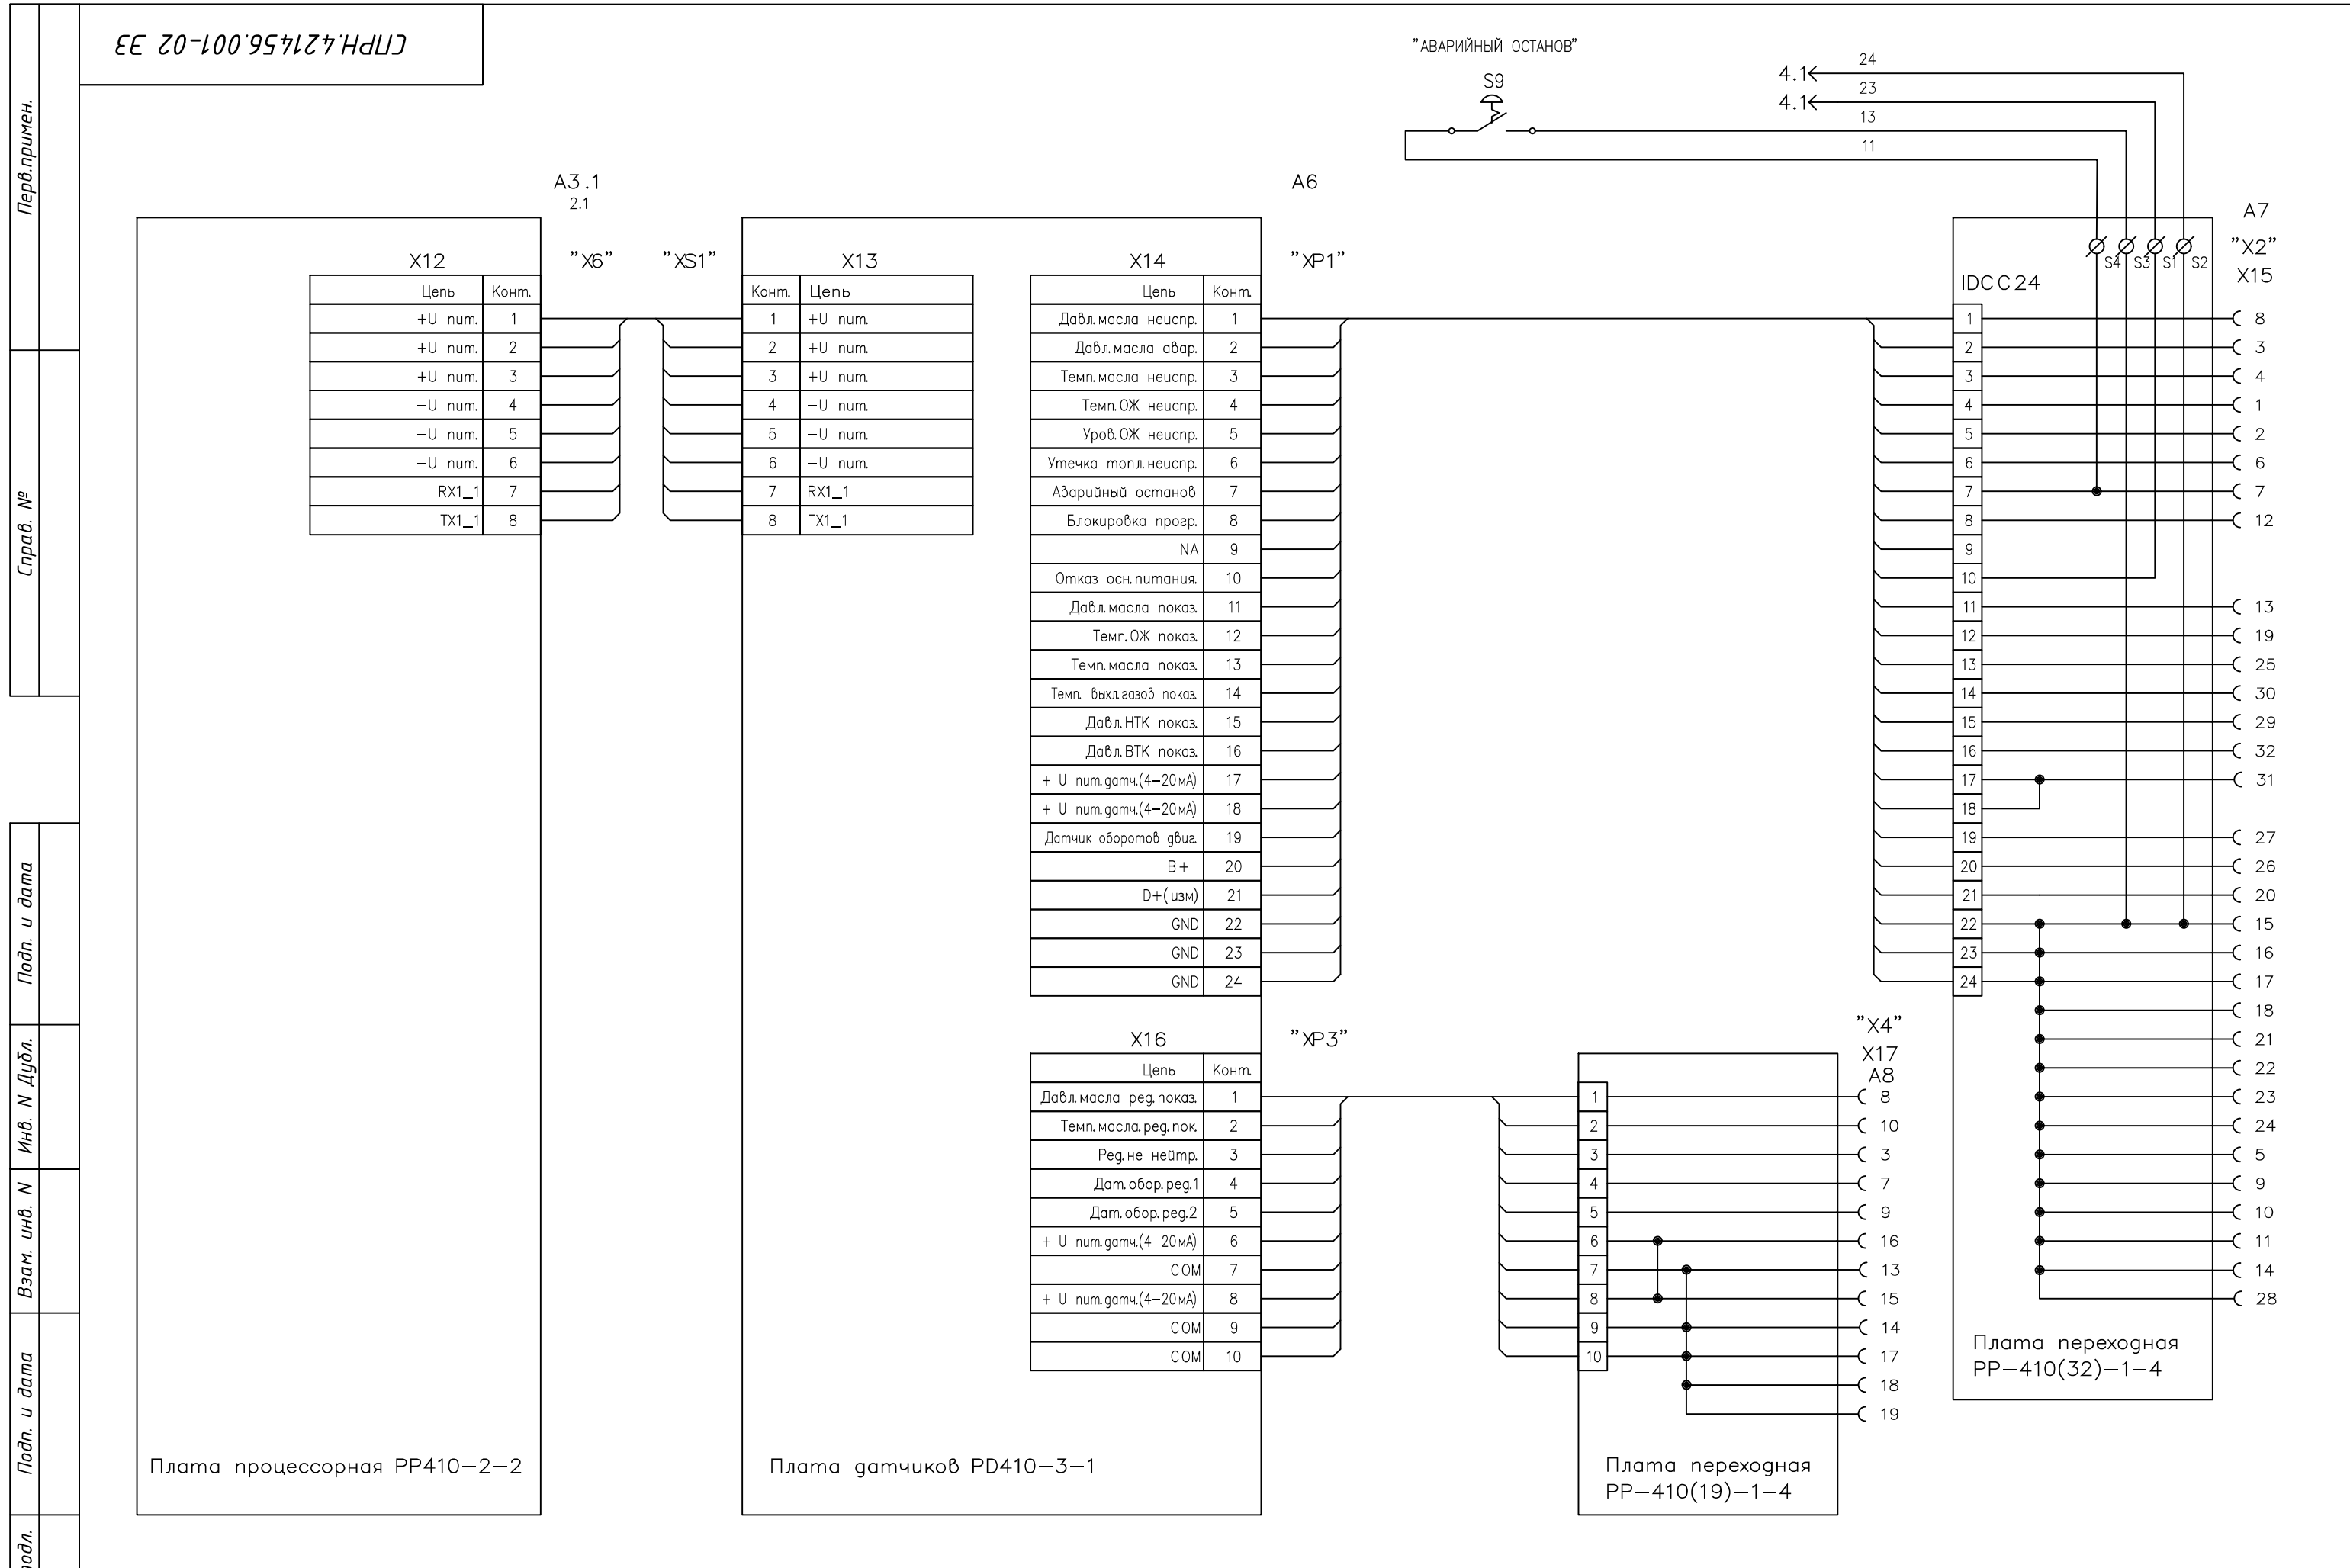 СПРН.421456.001-02 ЭЗ
Перв.примен.
Справ. №
Подп. и дата
Инв. N Дубл.
Взам. инв. N
Подп. и дата
"АВАРИЙНЫЙ ОСТАНОВ"
S9
4.1
24
4.1
23
13
11
A3.1
2.1
"X6"
X12
Цепь Конт.
+U пит. 1
+U пит. 2
+U пит. 3
−U пит. 4
−U пит. 5
−U пит. 6
RX1_1 7
TX1_1 8
Плата процессорная PP410−2−2
A6
"XS1"
X13
Конт. Цепь
1 +U пит.
2 +U пит.
3 +U пит.
4 −U пит.
5 −U пит.
6 −U пит.
7 RX1_1
8 TX1_1
X14
"XP1"
Цепь Конт.
Давл.масла неиспр. 1
Давл.масла авар. 2
Темп.масла неиспр. 3
Темп.ОЖ неиспр. 4
Уров.ОЖ неиспр. 5
Утечка топл.неиспр. 6
Аварийный останов 7
Блокировка прогр. 8
NA 9
Отказ осн.питания. 10
Давл.масла показ. 11
Темп.ОЖ показ. 12
Темп.масла показ. 13
Темп. выхл.газов показ. 14
Давл.НТК показ. 15
Давл.ВТК показ. 16
+ U пит.датч.(4−20мА) 17
+ U пит.датч.(4−20мА) 18
Датчик оборотов двиг. 19
B+ 20
D+(изм) 21
GND 22
GND 23
GND 24
X16
"XP3"
Цепь Конт.
Давл.масла ред.показ. 1
Темп.масла.ред.пок. 2
Ред.не нейтр. 3
Дат.обор.ред.1 4
Дат.обор.ред.2 5
+ U пит.датч.(4−20мА) 6
COM 7
+ U пит.датч.(4−20мА) 8
COM 9
COM 10
Плата датчиков PD410−3−1
"X4"
X17
A8
1 8
2 10
3 3
4 7
5 9
6 16
7 13
8 15
9 14
10 17
18
19
Плата переходная
PP−410(19)−1−4
A7
"X2"
X15
S4 S3 S1 S2
IDCC24
1 8
2 3
3 4
4 1
5 2
6 6
7 7
8 12
9
10
11 13
12 19
13 25
14 30
15 29
16 32
17 31
18
19 27
20 26
21 20
22 15
23 16
24 17
18
21
22
23
24
5
9
10
11
14
28
Плата переходная
PP−410(32)−1−4